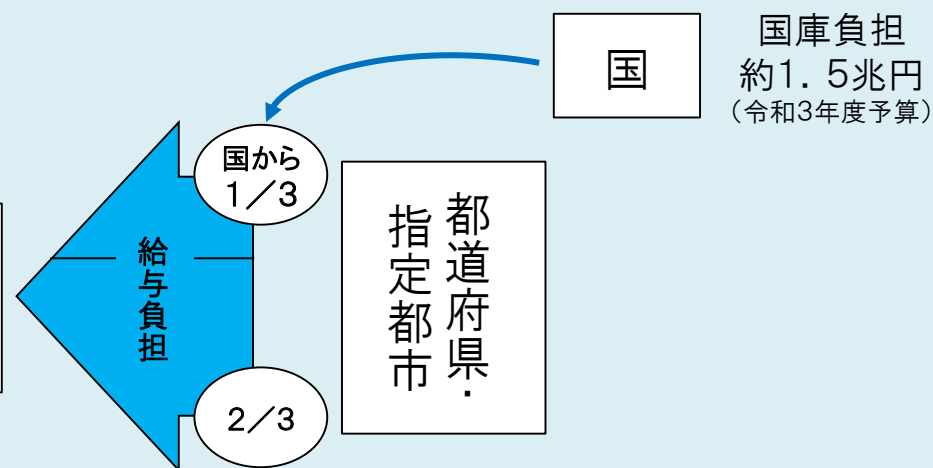 国
国庫負担
約1．5兆円
（令和3年度予算）
国から
1／3
都道府県・
指定都市
給与負担
2／3